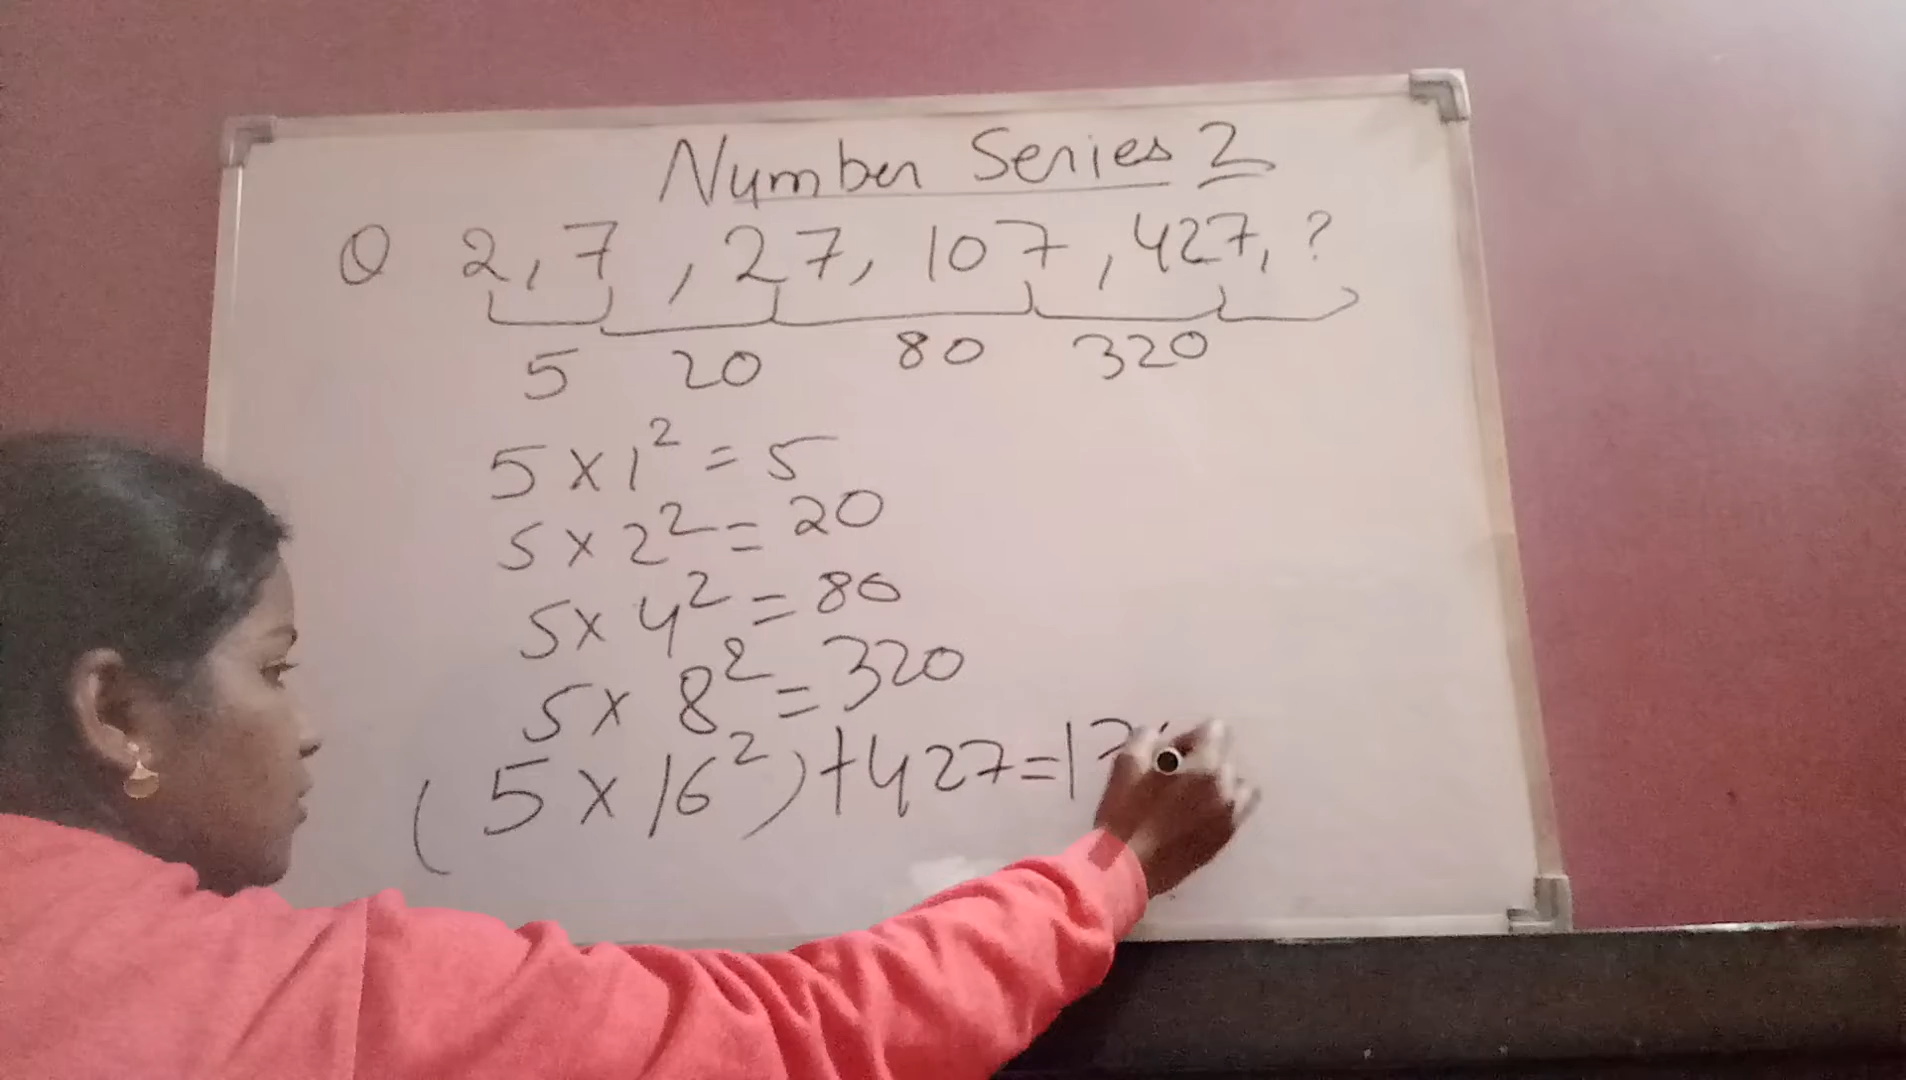 Number Series 2
Q 2, 7, 27, 107, 427, ?
5 20 80 320
5 × 1² = 5
5 × 2² = 20
5 × 4² = 80
5 × 8² = 320
(5 × 16²) + 427 = 17